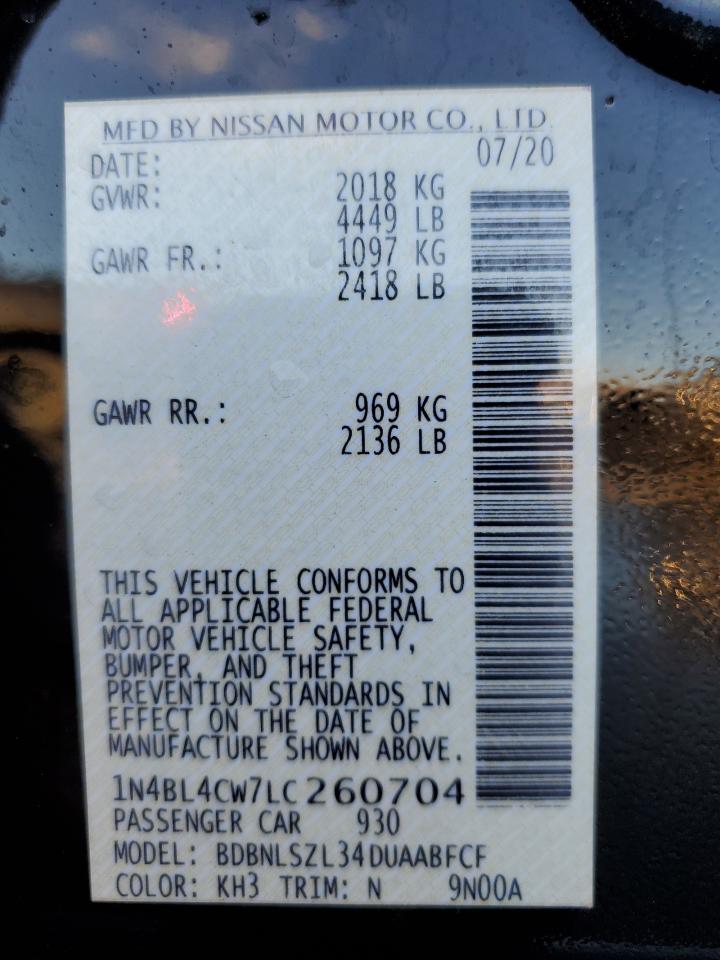 MFD BY NISSAN MOTOR CO., LTD.
DATE: 07/20
GVWR: 2018 KG
4449 LB
GAWR FR.: 1097 KG
2418 LB
GAWR RR.: 969 KG
2136 LB
THIS VEHICLE CONFORMS TO
ALL APPLICABLE FEDERAL
MOTOR VEHICLE SAFETY,
BUMPER, AND THEFT
PREVENTION STANDARDS IN
EFFECT ON THE DATE OF
MANUFACTURE SHOWN ABOVE.
1N4BL4CW7LC260704
PASSENGER CAR 930
MODEL: BDBNLSZL34DUAABFCF
COLOR: KH3 TRIM: N 9N00A